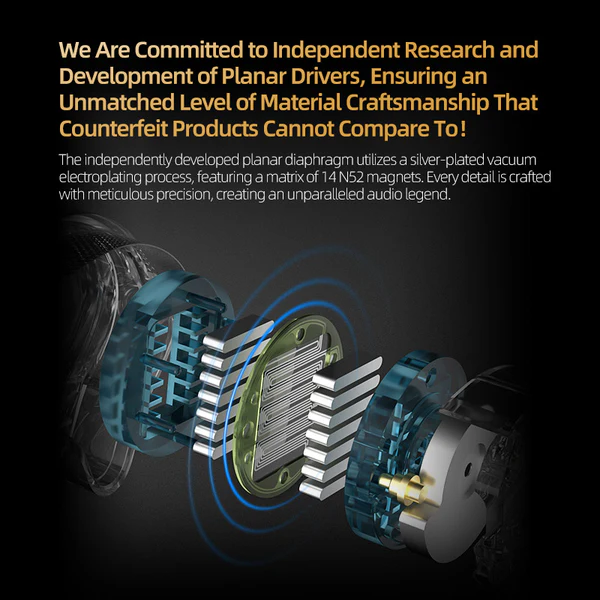 We Are Committed to Independent Research and
Development of Planar Drivers, Ensuring an
Unmatched Level of Material Craftsmanship That
Counterfeit Products Cannot Compare To!
The independently developed planar diaphragm utilizes a silver-plated vacuum
electroplating process, featuring a matrix of 14 N52 magnets. Every detail is crafted
with meticulous precision, creating an unparalleled audio legend.